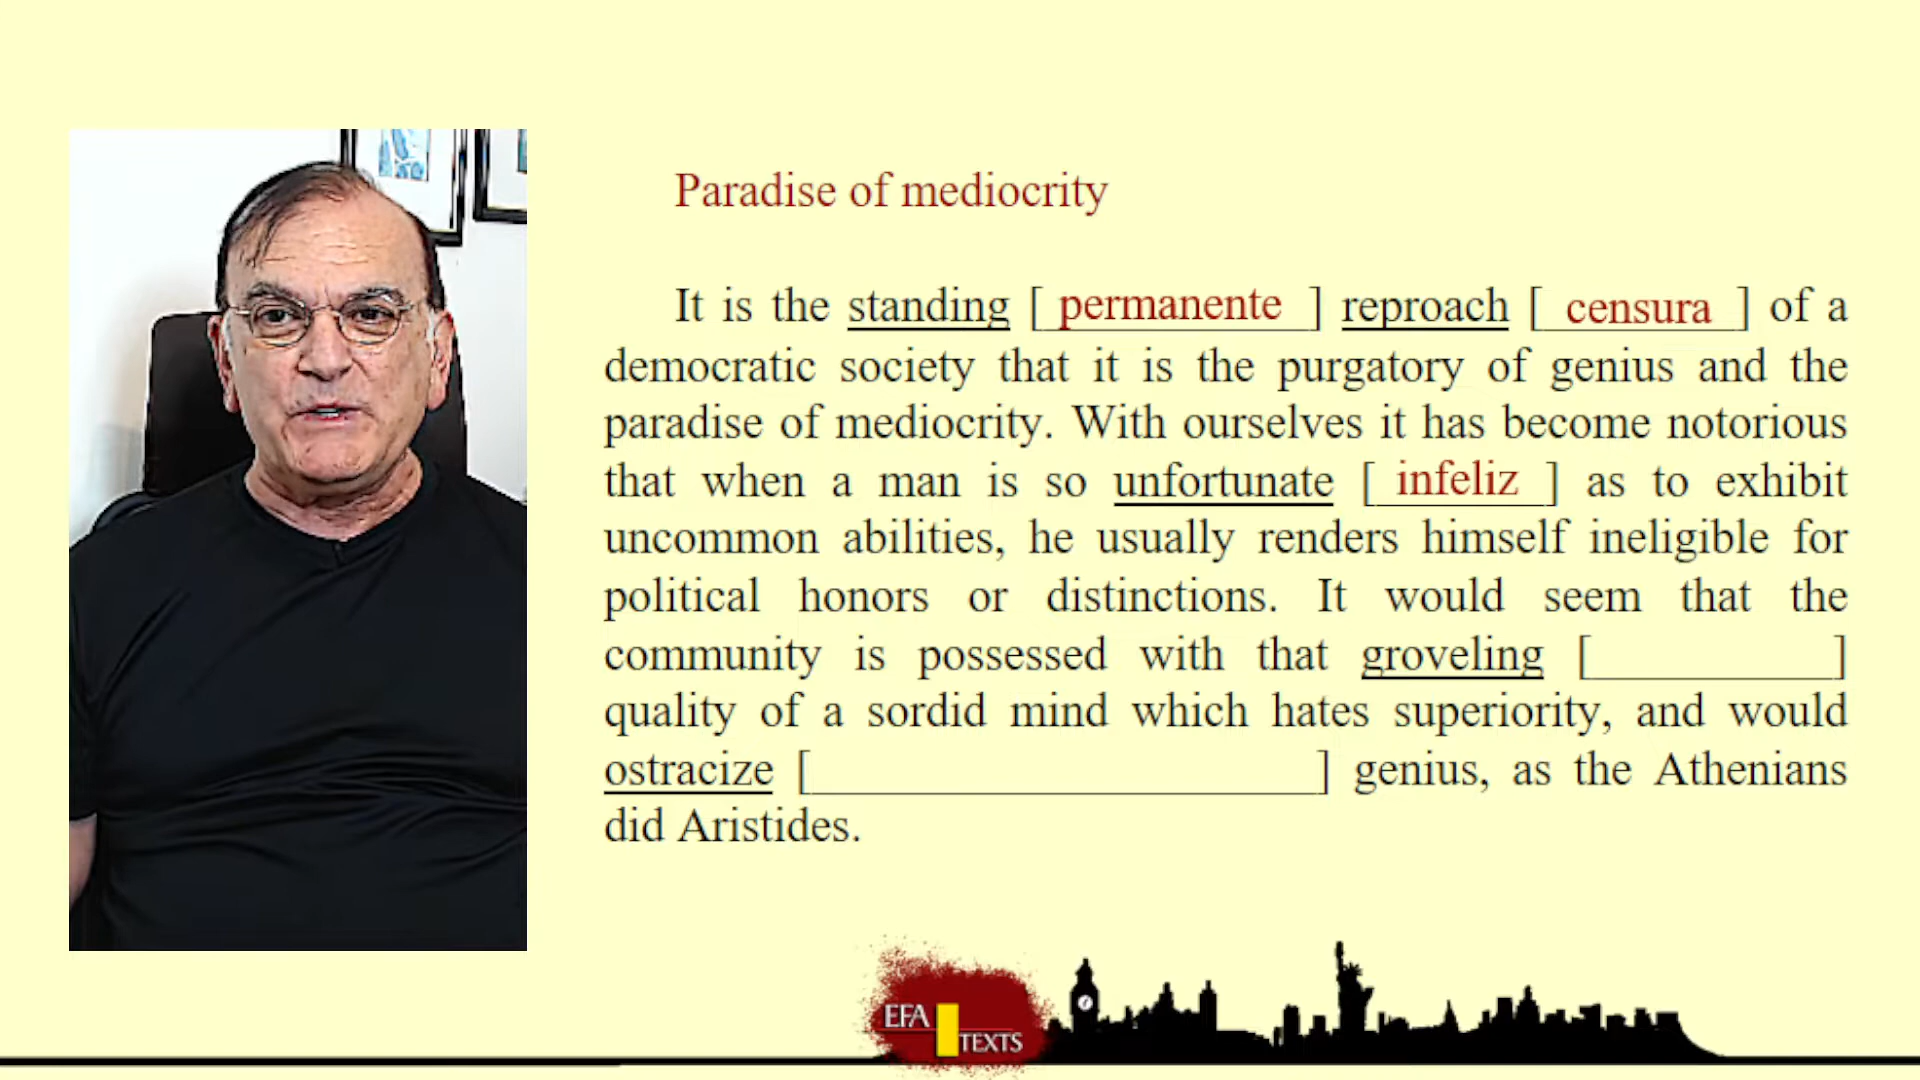 Paradise of mediocrity
It is the standing [ permanente ] reproach [ censura ] of a
democratic society that it is the purgatory of genius and the
paradise of mediocrity. With ourselves it has become notorious
that when a man is so unfortunate [ infeliz ] as to exhibit
uncommon abilities, he usually renders himself ineligible for
political honors or distinctions. It would seem that the
community is possessed with that groveling [__________]
quality of a sordid mind which hates superiority, and would
ostracize [____________________] genius, as the Athenians
did Aristides.
EFA
TEXTS